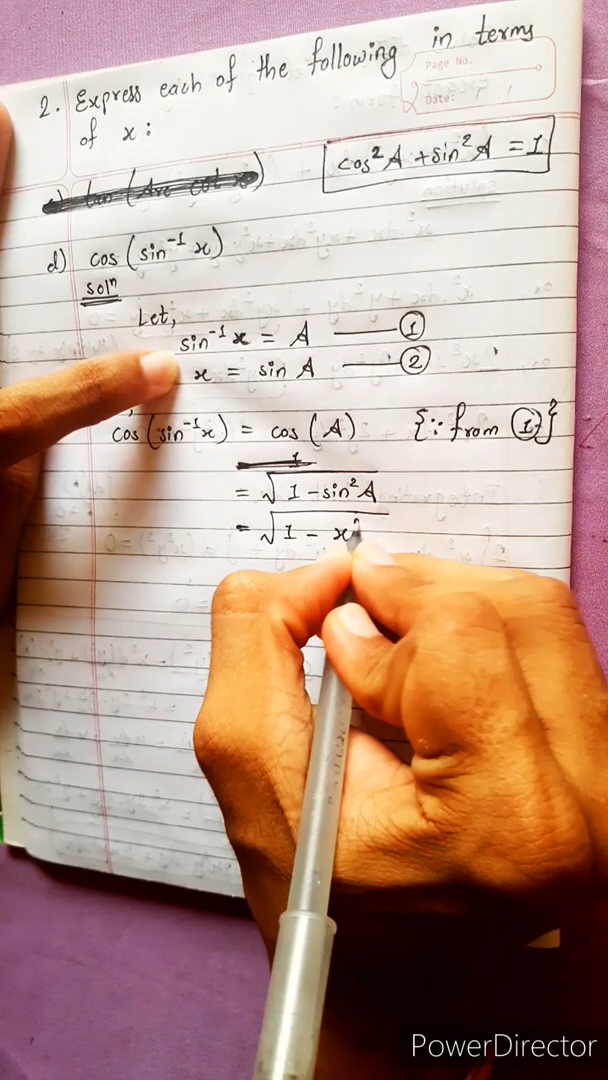 2. Express each of the following in terms
of x :
Page No.
Date: / /
cos²A + sin²A = 1
d) cos (sin⁻¹ x)
solⁿ
Let,
sin⁻¹ x = A —— ①
x = sin A —— ②
cos (sin⁻¹x) = cos (A) {∵ from ①}
= √1 - sin²A
= √1 - x²
PowerDirector